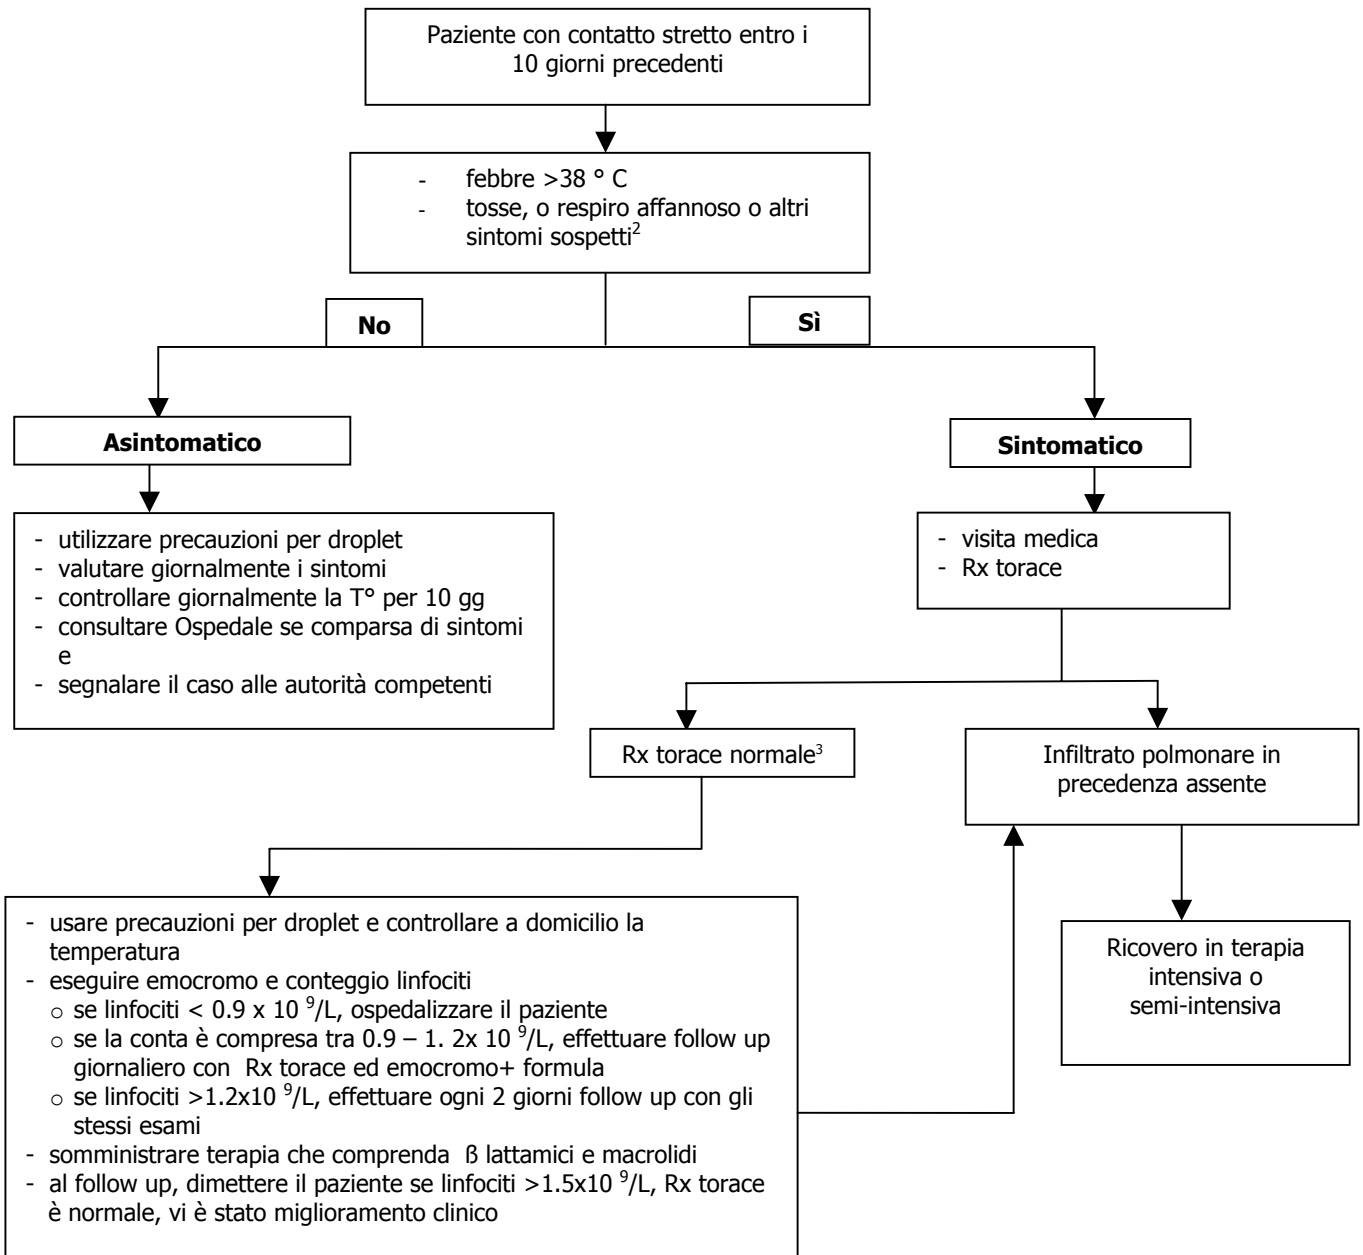 Paziente con contatto stretto entro i
10 giorni precedenti
- febbre >38 ° C
- tosse, o respiro affannoso o altri
sintomi sospetti²
No
Sì
Asintomatico
Sintomatico
- utilizzare precauzioni per droplet
- valutare giornalmente i sintomi
- controllare giornalmente la T° per 10 gg
- consultare Ospedale se comparsa di sintomi
e
- segnalare il caso alle autorità competenti
- visita medica
- Rx torace
Rx torace normale³
Infiltrato polmonare in
precedenza assente
- usare precauzioni per droplet e controllare a domicilio la
temperatura
- eseguire emocromo e conteggio linfociti
o se linfociti < 0.9 x 10 ⁹/L, ospedalizzare il paziente
o se la conta è compresa tra 0.9 – 1. 2x 10 ⁹/L, effettuare follow up
giornaliero con Rx torace ed emocromo+ formula
o se linfociti >1.2x10 ⁹/L, effettuare ogni 2 giorni follow up con gli
stessi esami
- somministrare terapia che comprenda ß lattamici e macrolidi
- al follow up, dimettere il paziente se linfociti >1.5x10 ⁹/L, Rx torace
è normale, vi è stato miglioramento clinico
Ricovero in terapia
intensiva o
semi-intensiva